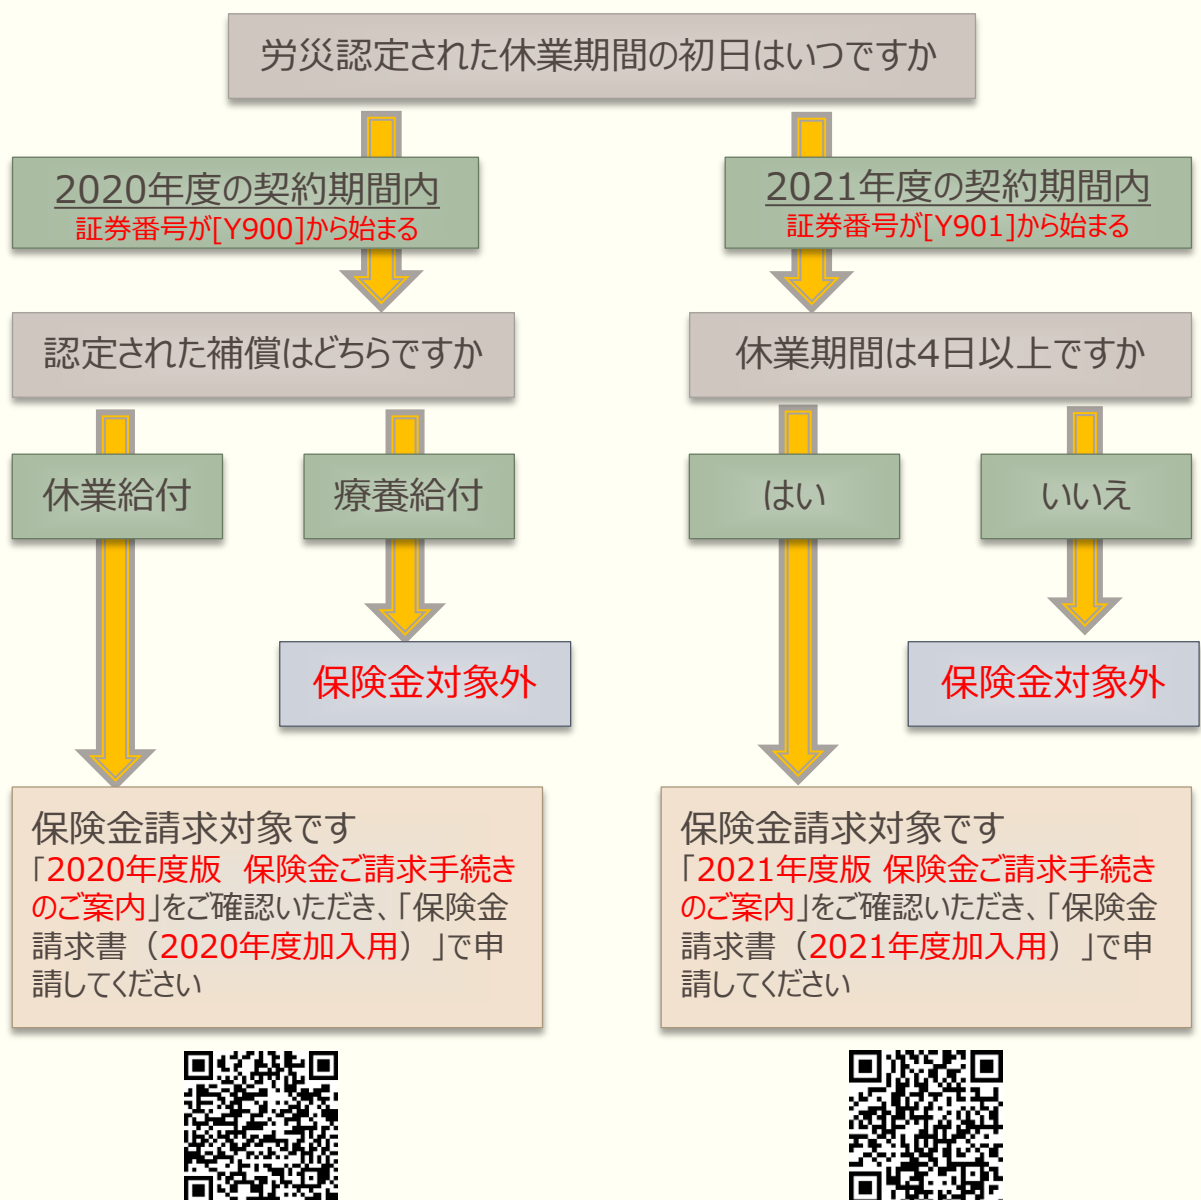 労災認定された休業期間の初日はいつですか
2020年度の契約期間内
証券番号が[Y900]から始まる
2021年度の契約期間内
証券番号が[Y901]から始まる
認定された補償はどちらですか
休業期間は4日以上ですか
休業給付
療養給付
はい
いいえ
保険金対象外
保険金対象外
保険金請求対象です
「2020年度版 保険金ご請求手続き
のご案内」をご確認いただき、「保険金
請求書（2020年度加入用）」で申
請してください
保険金請求対象です
「2021年度版 保険金ご請求手続き
のご案内」をご確認いただき、「保険金
請求書（2021年度加入用）」で申
請してください